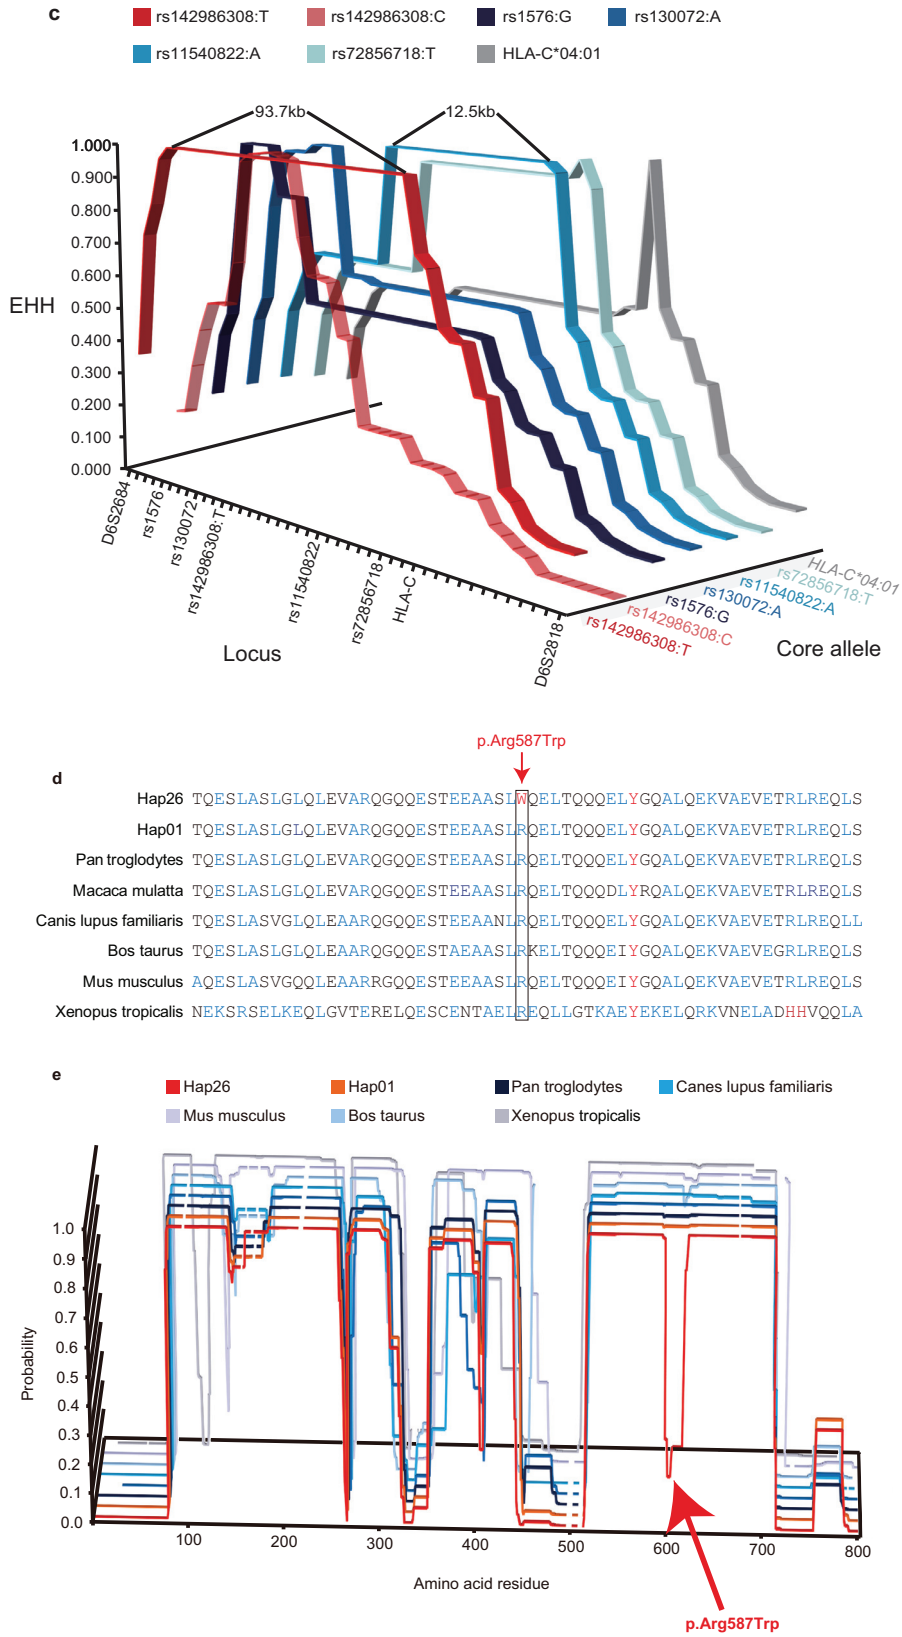 c
rs142986308:T rs142986308:C rs1576:G rs130072:A
rs11540822:A rs72856718:T HLA-C*04:01
93.7kb 12.5kb
1.000
0.900
0.800
0.700
0.600
0.500
0.400
0.300
0.200
0.100
0.000
EHH
D6S2684
rs1576
rs130072
rs142986308:T
rs11540822
rs72856718
HLA-C
D6S2818
Locus
HLA-C*04:01
rs72856718:T
rs11540822:A
rs130072:A
rs1576:G
rs142986308:C
rs142986308:T
Core allele
p.Arg587Trp
d
Hap26 TQESLASLGLQLEVARQGQQESTEEAASLWQELTQQQELYGQALQEKVAEVETRLREQLS
Hap01 TQESLASLGLQLEVARQGQQESTEEAASLRQELTQQQELYGQALQEKVAEVETRLREQLS
Pan troglodytes TQESLASLGLQLEVARQGQQESTEEAASLRQELTQQQELYGQALQEKVAEVETRLREQLS
Macaca mulatta TQESLASLGLQLEVARQGQQESTEEAASLRQELTQQQDLYRQALQEKVAEVETRLREQLS
Canis lupus familiaris TQESLASVGLQLEAARQGQQESTEEAANLRQELTQQQELYGQALQEKVAEVETRLREQLL
Bos taurus TQESLASLGLQLEAARQGQQESTAEAASLRKELTQQQEIYGQALQEKVAEVEGRLREQLS
Mus musculus AQESLASVGQQLEAARRGQQESTEEAASLRQELTQQQEIYGQALQEKVAEVETRLREQLS
Xenopus tropicalis NEKSRSELKEQLGVTERELQESCENTAELREQLLGTKAEYEKELQRKVNELADHHVQQLA
e
Hap26 Hap01 Pan troglodytes Canes lupus familiaris
Mus musculus Bos taurus Xenopus tropicalis
1.0
0.9
0.8
0.7
0.6
0.5
0.4
0.3
0.2
0.1
0.0
Probability
100 200 300 400 500 600 700 800
Amino acid residue
p.Arg587Trp